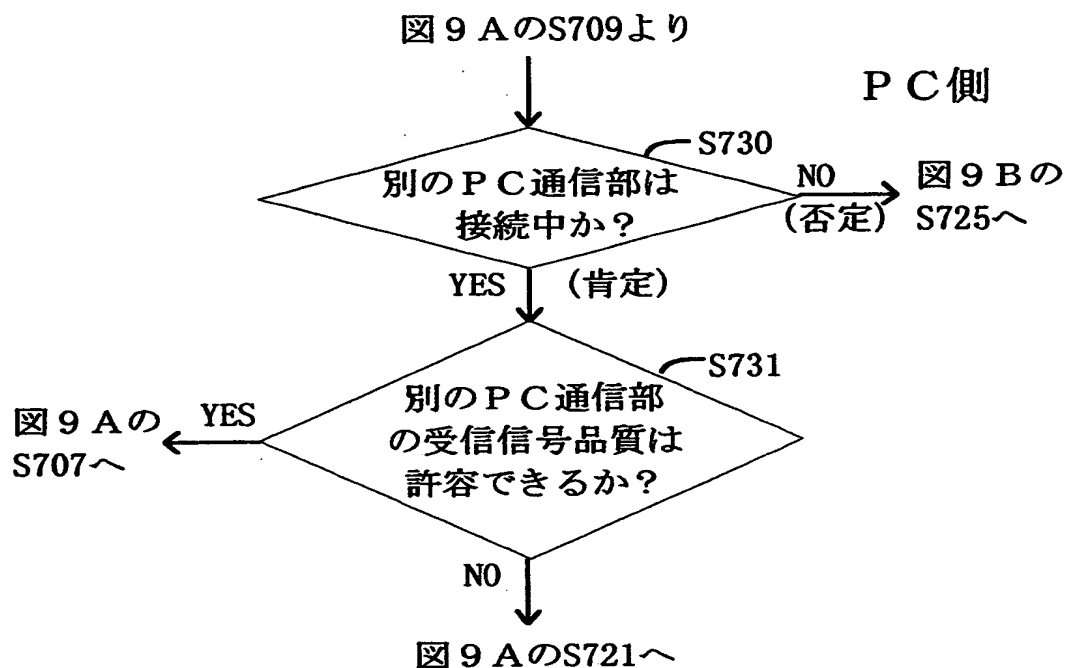 図９ＡのS709より
ＰＣ側
S730
別のＰＣ通信部は
接続中か？
NO
(否定)
図９Ｂの
S725へ
YES
(肯定)
S731
別のＰＣ通信部
の受信信号品質は
許容できるか？
YES
図９Ａの
S707へ
NO
図９ＡのS721へ